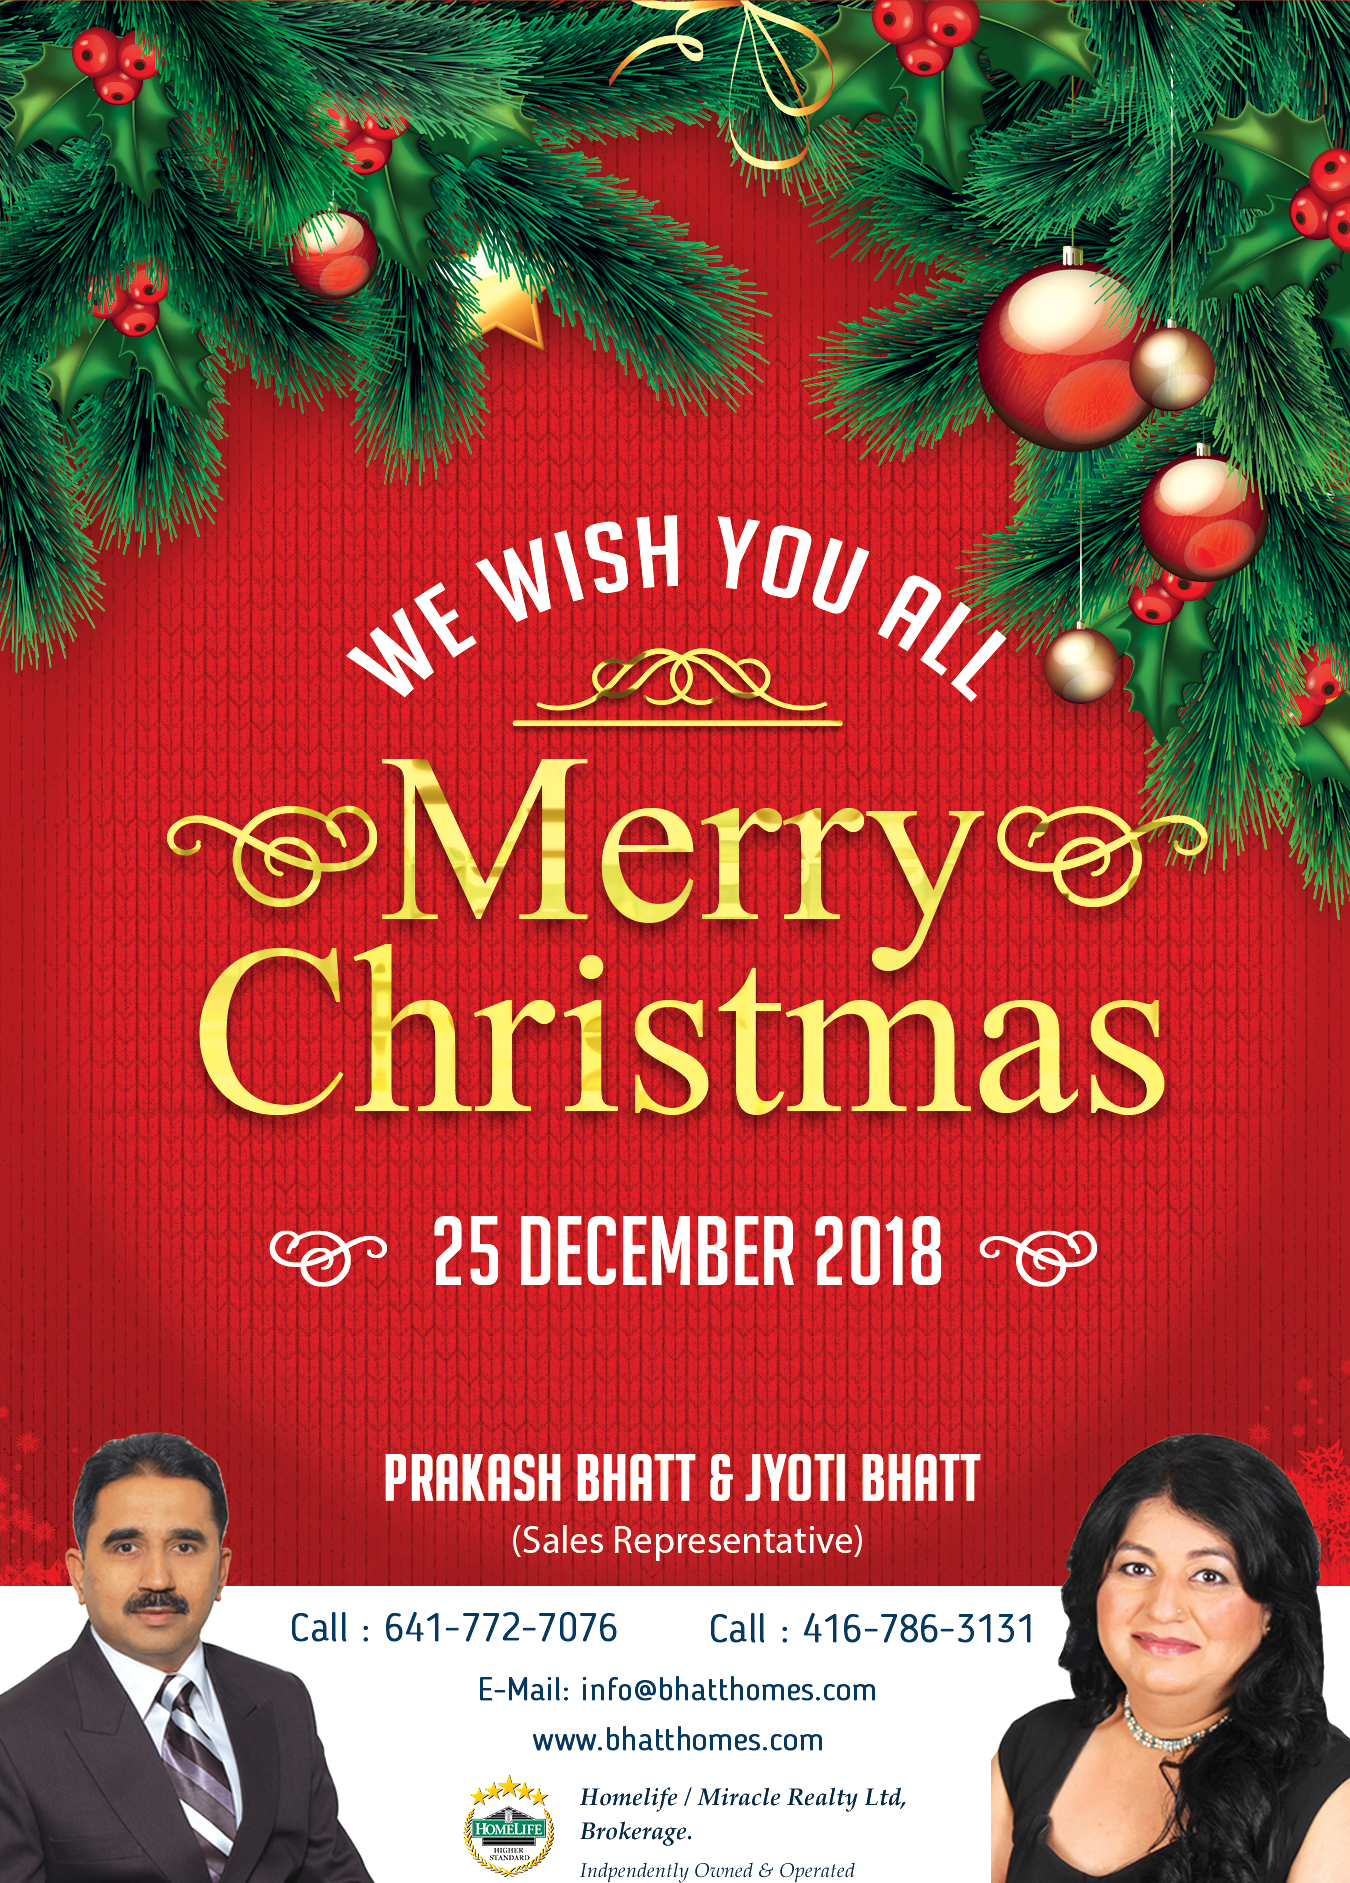 WE WISH YOU ALL
Merry
Christmas
25 DECEMBER 2018
PRAKASH BHATT & JYOTI BHATT
(Sales Representative)
Call : 641-772-7076 Call : 416-786-3131
E-Mail: info@bhatthomes.com
www.bhatthomes.com
Homelife / Miracle Realty Ltd,
Brokerage.
Indpendently Owned & Operated
HOMELIFE
HIGHER
STANDARD